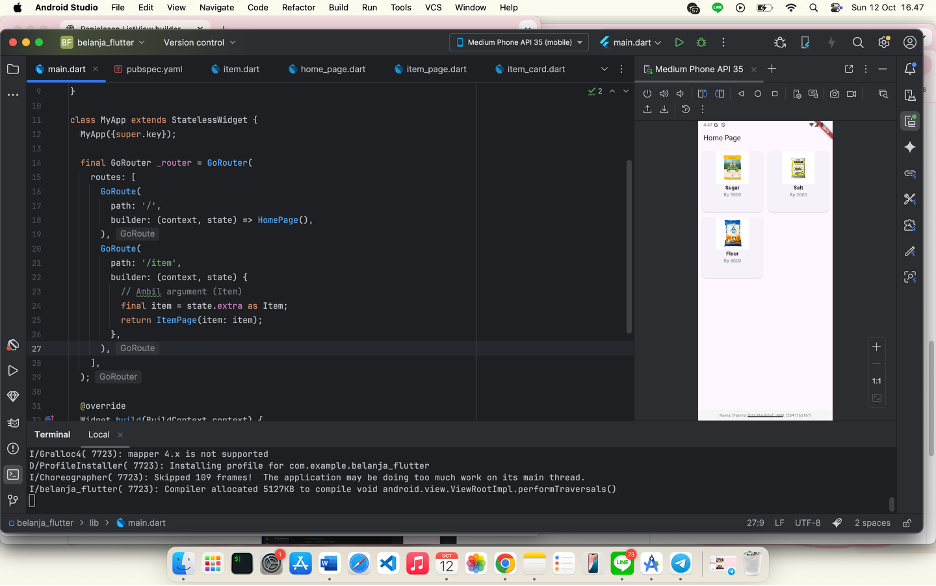 Android Studio File Edit View Navigate Code Refactor Build Run Tools VCS Window Help
Sun 12 Oct 16.47
BF belanja_flutter Version control
Medium Phone API 35 (mobile) main.dart
main.dart pubspec.yaml item.dart home_page.dart item_page.dart item_card.dart
Medium Phone API 35
2
9 }
10
11 class MyApp extends StatelessWidget {
12 MyApp({super.key});
13
14 final GoRouter _router = GoRouter(
15 routes: [
16 GoRoute(
17 path: '/',
18 builder: (context, state) => HomePage(),
19 ), GoRoute
20 GoRoute(
21 path: '/item',
22 builder: (context, state) {
23 // Ambil argument (Item)
24 final item = state.extra as Item;
25 return ItemPage(item: item);
26 },
27 ), GoRoute
28 ],
29 ); GoRouter
30
31 @override
Widget build(BuildContext context) {
4:47
Home Page
Sugar
Rp 5000
Salt
Rp 2000
Flour
1:1
Terminal Local
I/Gralloc4( 7723): mapper 4.x is not supported
D/ProfileInstaller( 7723): Installing profile for com.example.belanja_flutter
I/Choreographer( 7723): Skipped 109 frames! The application may be doing too much work on its main thread.
I/belanja_flutter( 7723): Compiler allocated 5127KB to compile void android.view.ViewRootImpl.performTraversals()
belanja_flutter > lib > main.dart
27:9 LF UTF-8 2 spaces
OCT
12
1
73